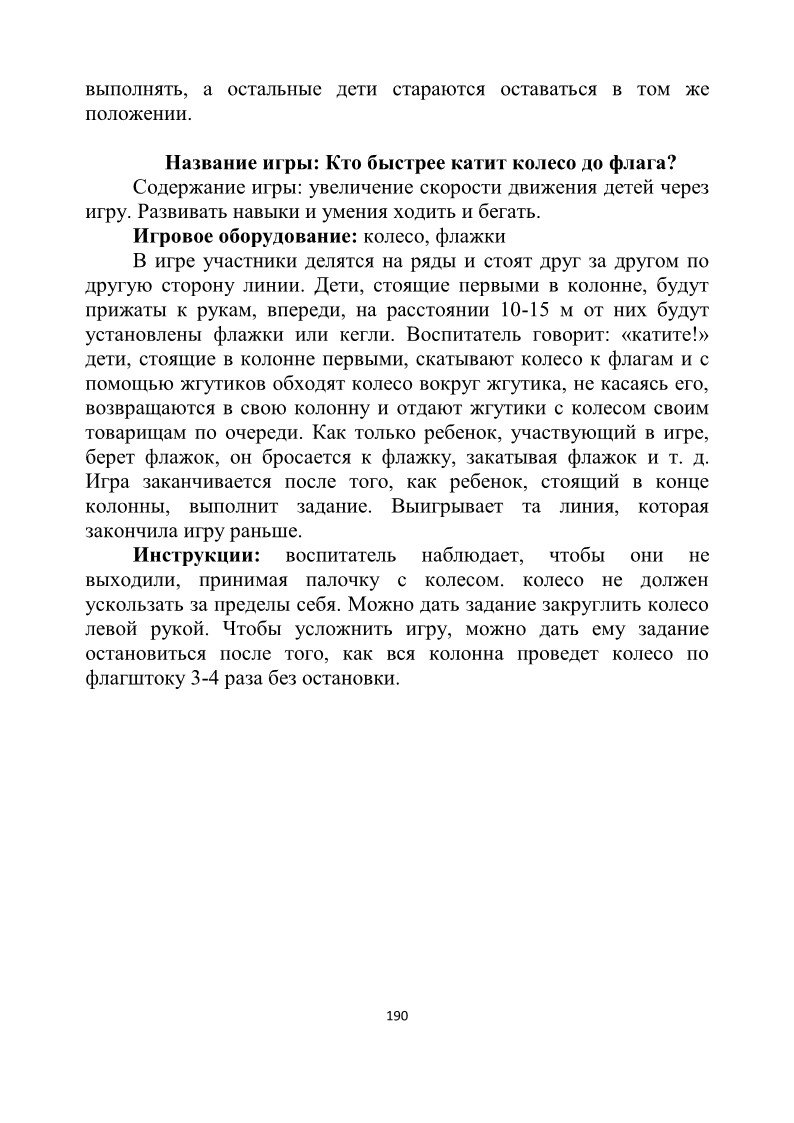 выполнять, а остальные дети стараются оставаться в том же
положении.
Название игры: Кто быстрее катит колесо до флага?
Содержание игры: увеличение скорости движения детей через
игру. Развивать навыки и умения ходить и бегать.
Игровое оборудование: колесо, флажки
В игре участники делятся на ряды и стоят друг за другом по
другую сторону линии. Дети, стоящие первыми в колонне, будут
прижаты к рукам, впереди, на расстоянии 10-15 м от них будут
установлены флажки или кегли. Воспитатель говорит: «катите!»
дети, стоящие в колонне первыми, скатывают колесо к флагам и с
помощью жгутиков обходят колесо вокруг жгутика, не касаясь его,
возвращаются в свою колонну и отдают жгутики с колесом своим
товарищам по очереди. Как только ребенок, участвующий в игре,
берет флажок, он бросается к флажку, закатывая флажок и т. д.
Игра заканчивается после того, как ребенок, стоящий в конце
колонны, выполнит задание. Выигрывает та линия, которая
закончила игру раньше.
Инструкции: воспитатель наблюдает, чтобы они не
выходили, принимая палочку с колесом. колесо не должен
ускользать за пределы себя. Можно дать задание закруглить колесо
левой рукой. Чтобы усложнить игру, можно дать ему задание
остановиться после того, как вся колонна проведет колесо по
флагштоку 3-4 раза без остановки.
190